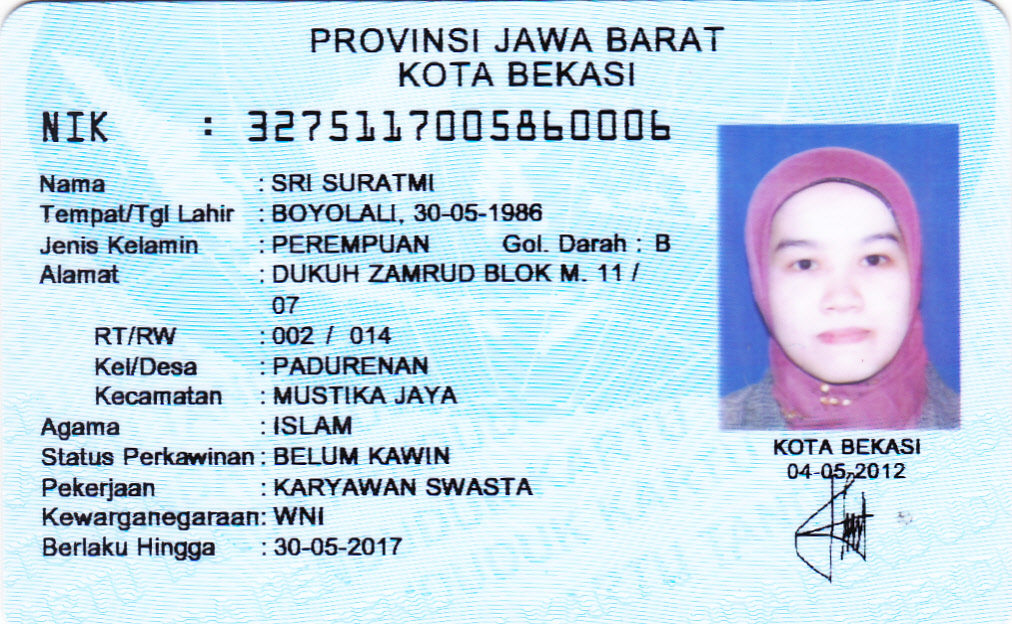 PROVINSI JAWA BARAT
KOTA BEKASI
NIK : 3275117005860006
Nama : SRI SURATMI
Tempat/Tgl Lahir : BOYOLALI, 30-05-1986
Jenis Kelamin : PEREMPUAN Gol. Darah : B
Alamat : DUKUH ZAMRUD BLOK M. 11 /
07
RT/RW : 002 / 014
Kel/Desa : PADURENAN
Kecamatan : MUSTIKA JAYA
Agama : ISLAM
Status Perkawinan : BELUM KAWIN
Pekerjaan : KARYAWAN SWASTA
Kewarganegaraan : WNI
Berlaku Hingga : 30-05-2017
KOTA BEKASI
04-05-2012